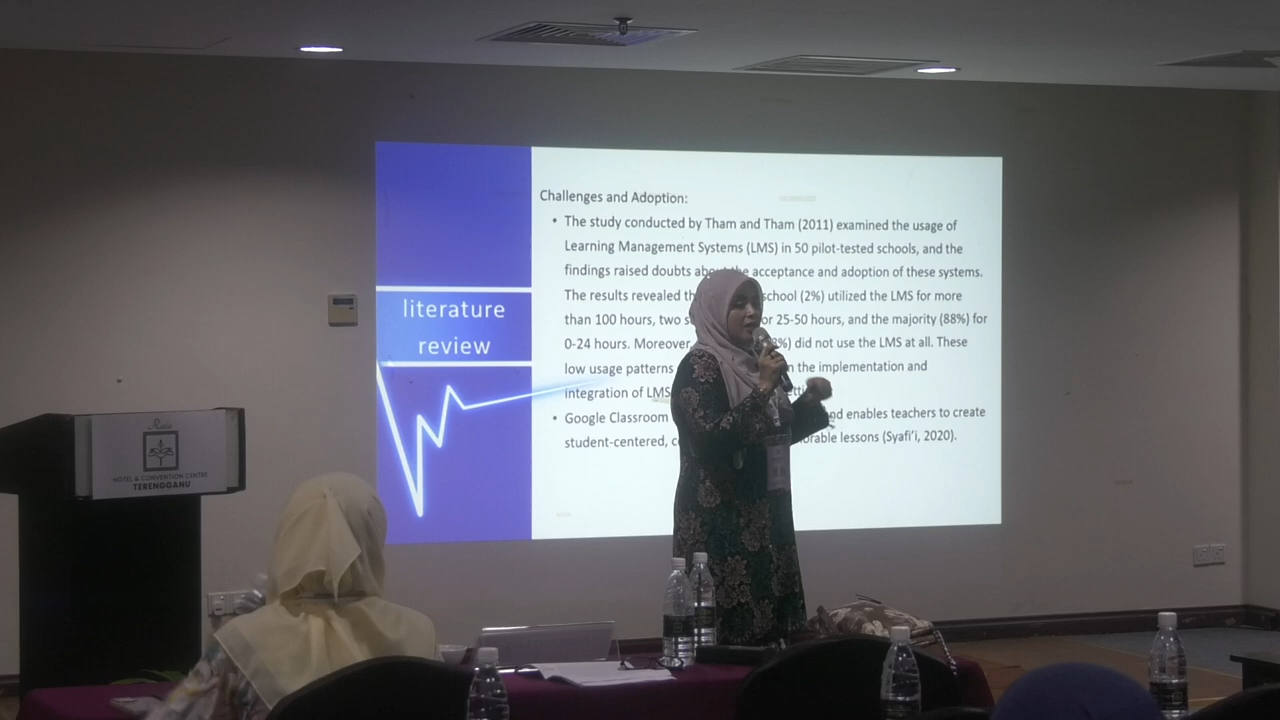 Challenges and Adoption:
• The study conducted by Tham and Tham (2011) examined the usage of
Learning Management Systems (LMS) in 50 pilot-tested schools, and the
findings raised doubts about the acceptance and adoption of these systems.
The results revealed school (2%) utilized the LMS for more
than 100 hours, two or 25-50 hours, and the majority (88%) for
0-24 hours. Moreover, did not use the LMS at all. These
low usage patterns the implementation and
integration of LMS
• Google Classroom enables teachers to create
student-centered, lessons (Syafi'i, 2020).
literature
review
Raia
HOTEL & CONVENTION CENTRE
TERENGGANU